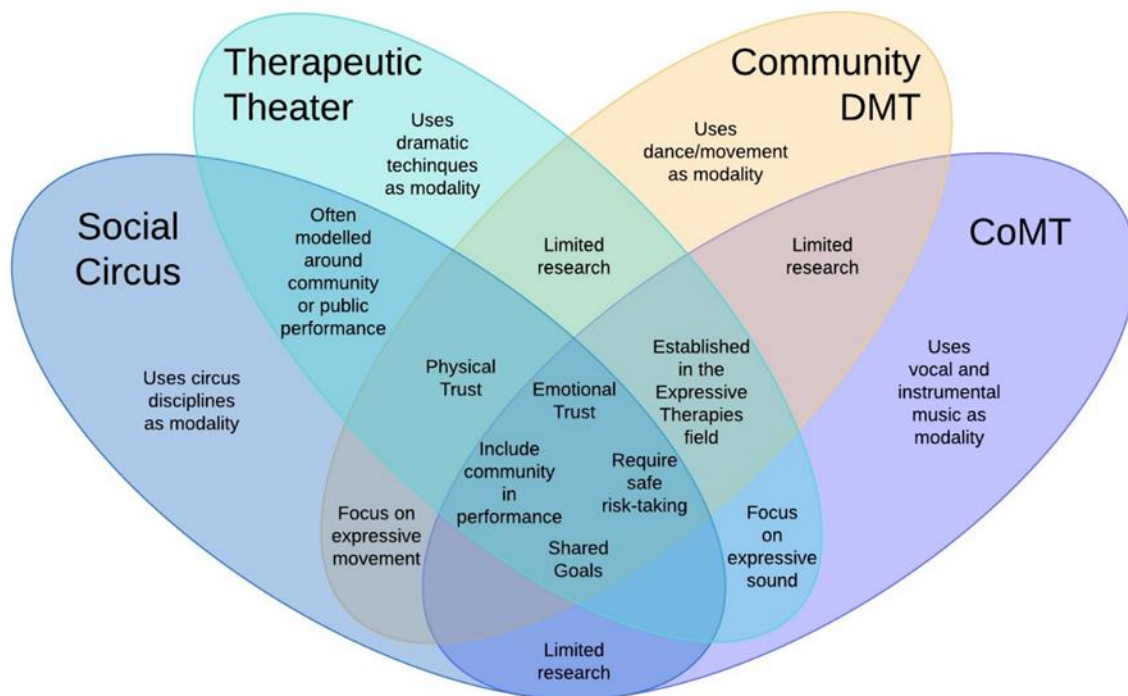 Therapeutic
Theater
Community
DMT
Uses
dramatic
techinques
as modality
Uses
dance/movement
as modality
Social
Circus
CoMT
Often
modelled
around
community
or public
performance
Limited
research
Limited
research
Uses circus
disciplines
as modality
Physical
Trust
Emotional
Trust
Established
in the
Expressive
Therapies
field
Uses
vocal and
instrumental
music as
modality
Include
community
in
performance
Require
safe
risk-taking
Focus on
expressive
movement
Shared
Goals
Focus
on
expressive
sound
Limited
research